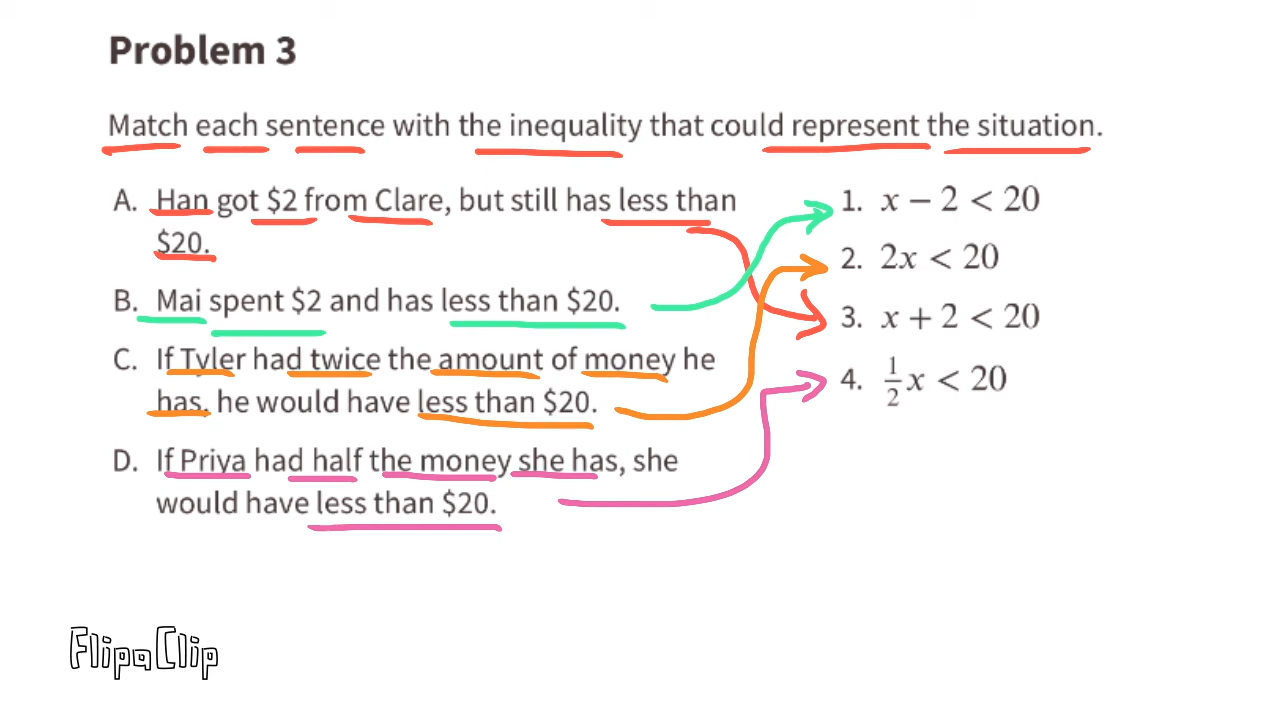 Problem 3
Match each sentence with the inequality that could represent the situation.
A. Han got $2 from Clare, but still has less than
$20.
B. Mai spent $2 and has less than $20.
C. If Tyler had twice the amount of money he
has, he would have less than $20.
D. If Priya had half the money she has, she
would have less than $20.
1. x − 2 < 20
2. 2x < 20
3. x + 2 < 20
4. 1/2 x < 20
FlipaClip